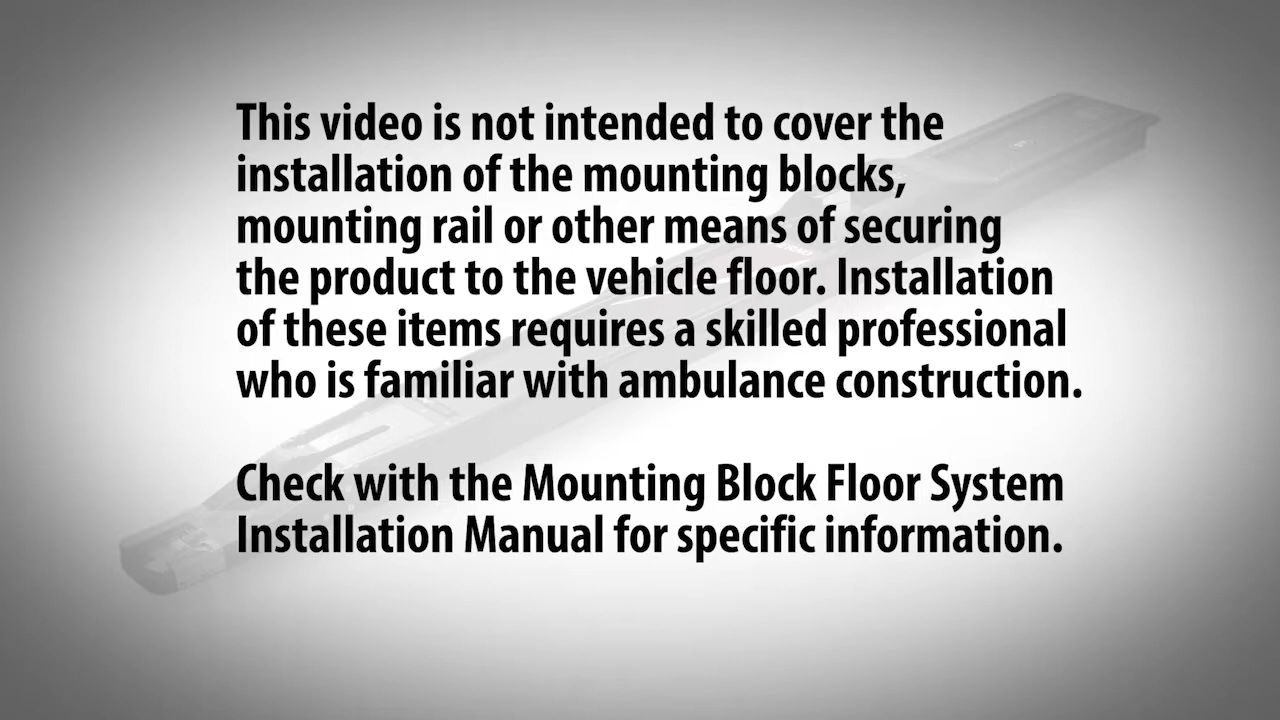 This video is not intended to cover the
installation of the mounting blocks,
mounting rail or other means of securing
the product to the vehicle floor. Installation
of these items requires a skilled professional
who is familiar with ambulance construction.
Check with the Mounting Block Floor System
Installation Manual for specific information.